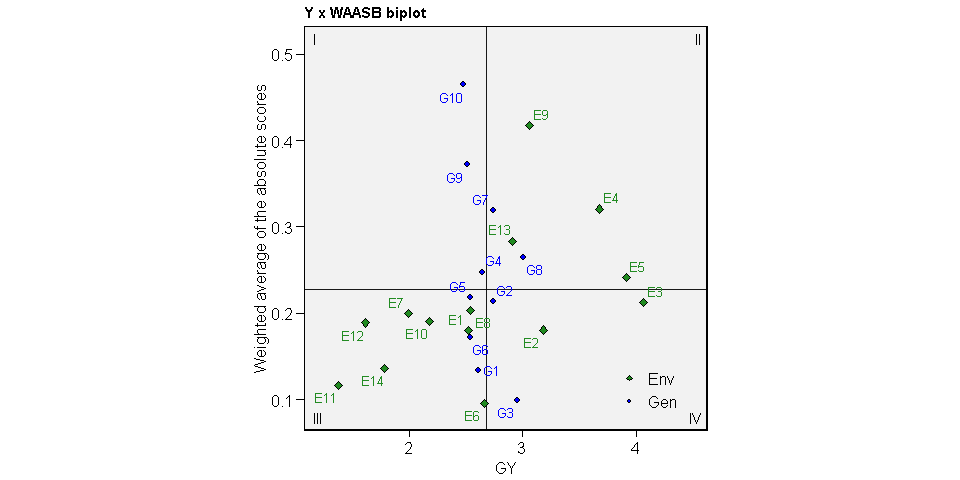 Y x WAASB biplot
I
II
0.5
G10
E9
0.4
G9
G7
E4
0.3
E13
G4
G8
E5
G5
G2
E3
E7
0.2
E12
E10
E1
E8
E2
G6
G1
E14
Env
E11
0.1
Gen
E6
G3
III
IV
2
3
4
GY
Weighted average of the absolute scores